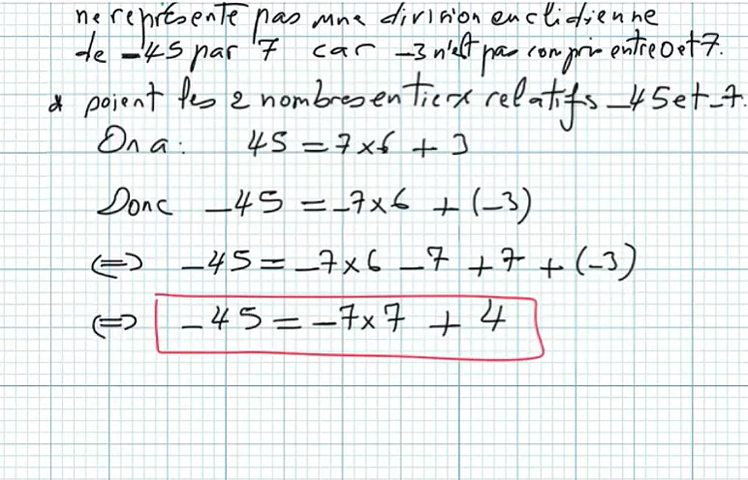 ne représente pas une division euclidienne
de -45 par 7 car -3 n'est pas compris entre 0 et 7.
* soient les 2 nombres entiers relatifs -45 et -7.
On a: 45 = 7×6 + 3
Donc -45 = -7×6 + (-3)
⟺ -45 = -7×6 -7 +7 + (-3)
⟺ -45 = -7×7 + 4